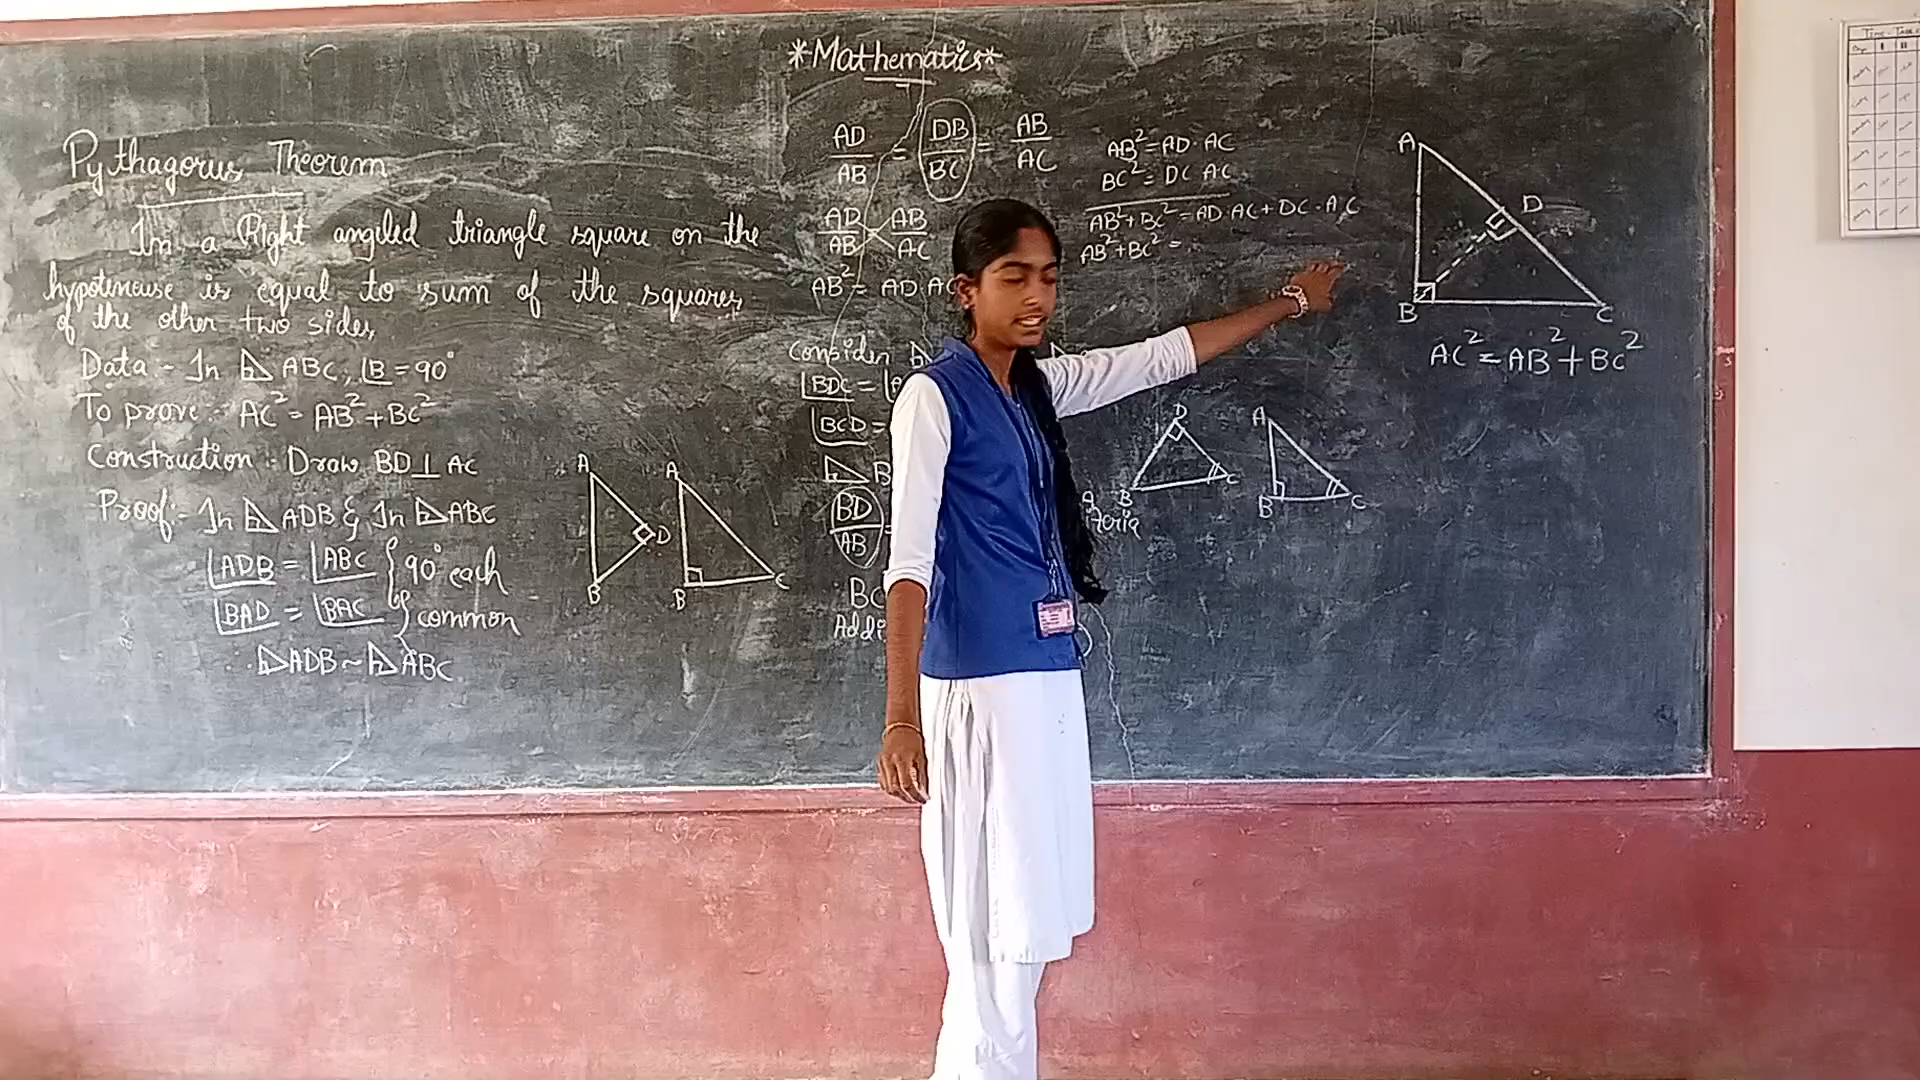 *Mathematics*
Pythagorus Theorem
In a Right angiled triangle square on the
hypoteneuse is equal to sum of the squares
of the other two sides,
Data :- In ⊿ ABC, ∠B = 90°
To prove :- AC² = AB² + BC²
Construction :- Draw BD ⊥ AC
Proof :- In ⊿ ADB & In ⊿ ABC
∠ADB = ∠ABC { 90° each
∠BAD = ∠BAC } common
∴ ⊿ ADB ~ ⊿ ABC
A
B
D
A
B
C
AD/AB = DB/BC = AB/AC
AD/AB AB/AC
AB² = AD AC
Consider
∠BDC =
∠BCD =
BD/AB =
BC
AB² = AD · AC
BC² = DC AC
AB² + BC² = AD · AC + DC · AC
AB² + BC² =
D
B
C
A
B
C
A
D
B
C
AC² = AB² + BC²